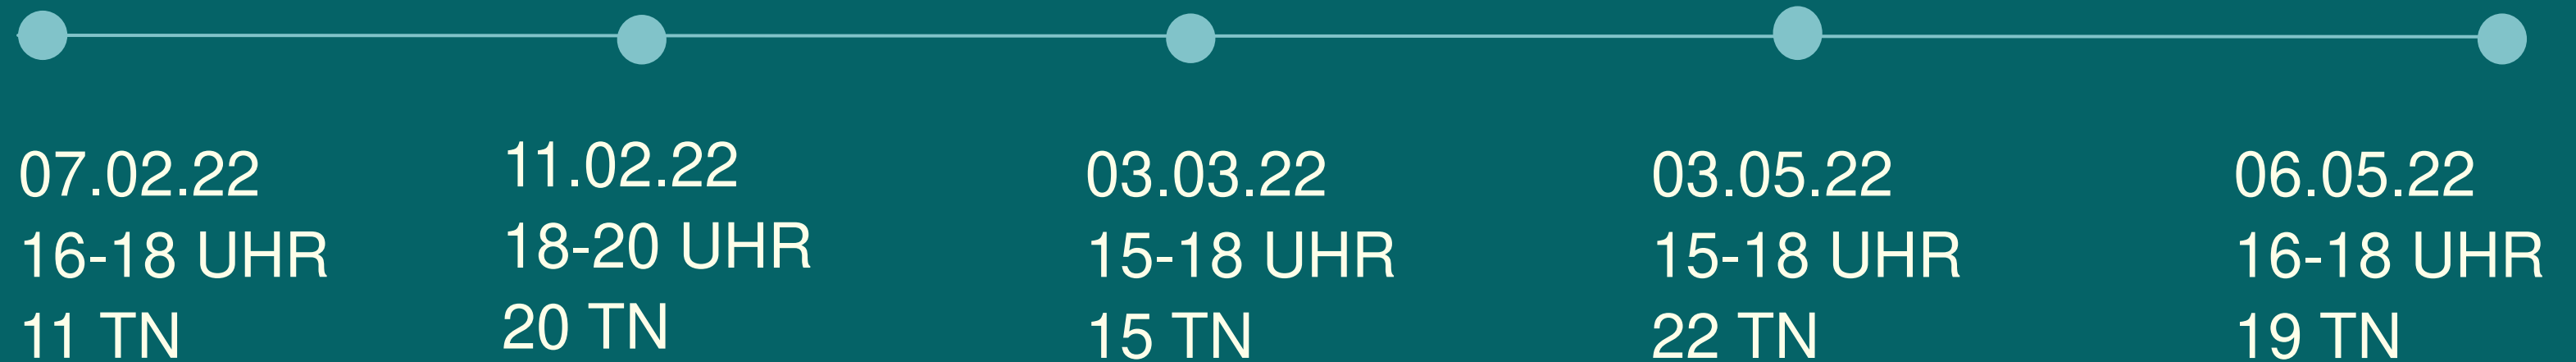 07.02.22
16-18 UHR
11 TN
11.02.22
18-20 UHR
20 TN
03.03.22
15-18 UHR
15 TN
03.05.22
15-18 UHR
22 TN
06.05.22
16-18 UHR
19 TN